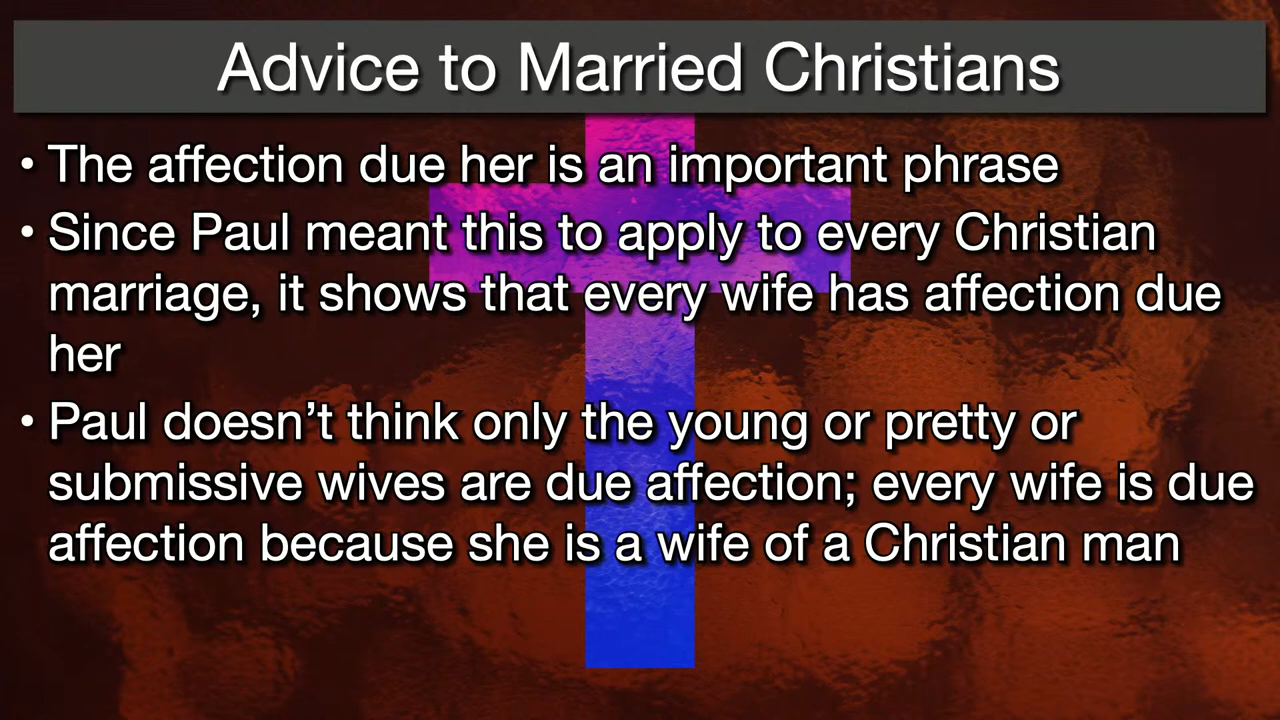 Advice to Married Christians
• The affection due her is an important phrase
• Since Paul meant this to apply to every Christian
marriage, it shows that every wife has affection due
her
• Paul doesn’t think only the young or pretty or
submissive wives are due affection; every wife is due
affection because she is a wife of a Christian man